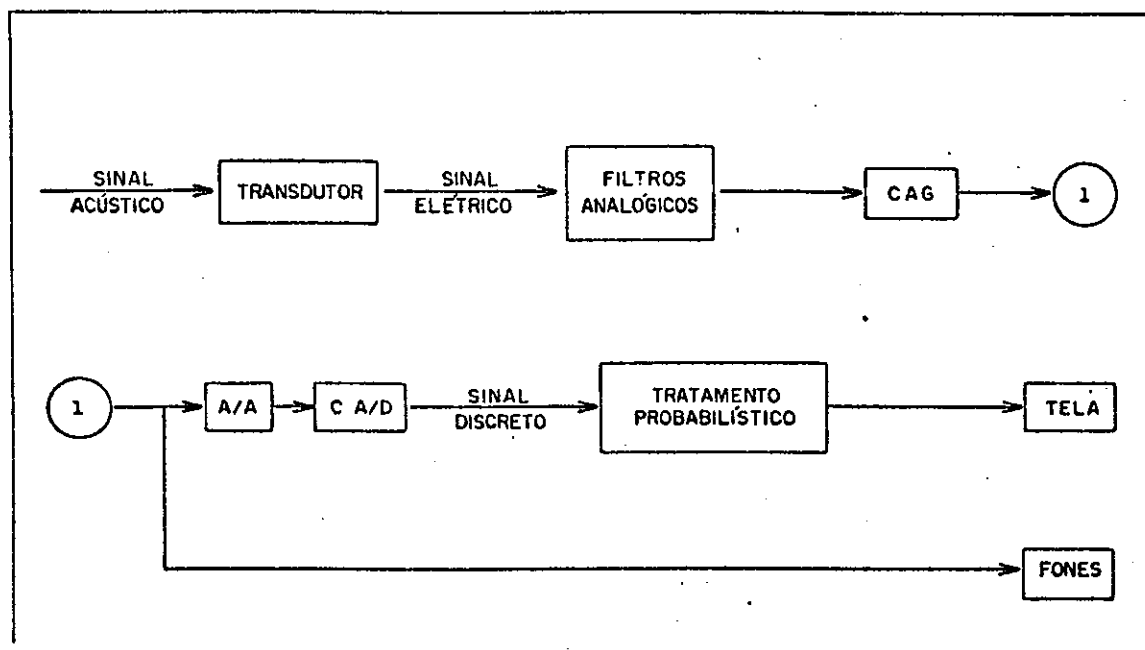 SINAL
ACÚSTICO
TRANSDUTOR
SINAL
ELÉTRICO
FILTROS
ANALÓGICOS
CAG
1
1
A/A
C A/D
SINAL
DISCRETO
TRATAMENTO
PROBABILÍSTICO
TELA
FONES